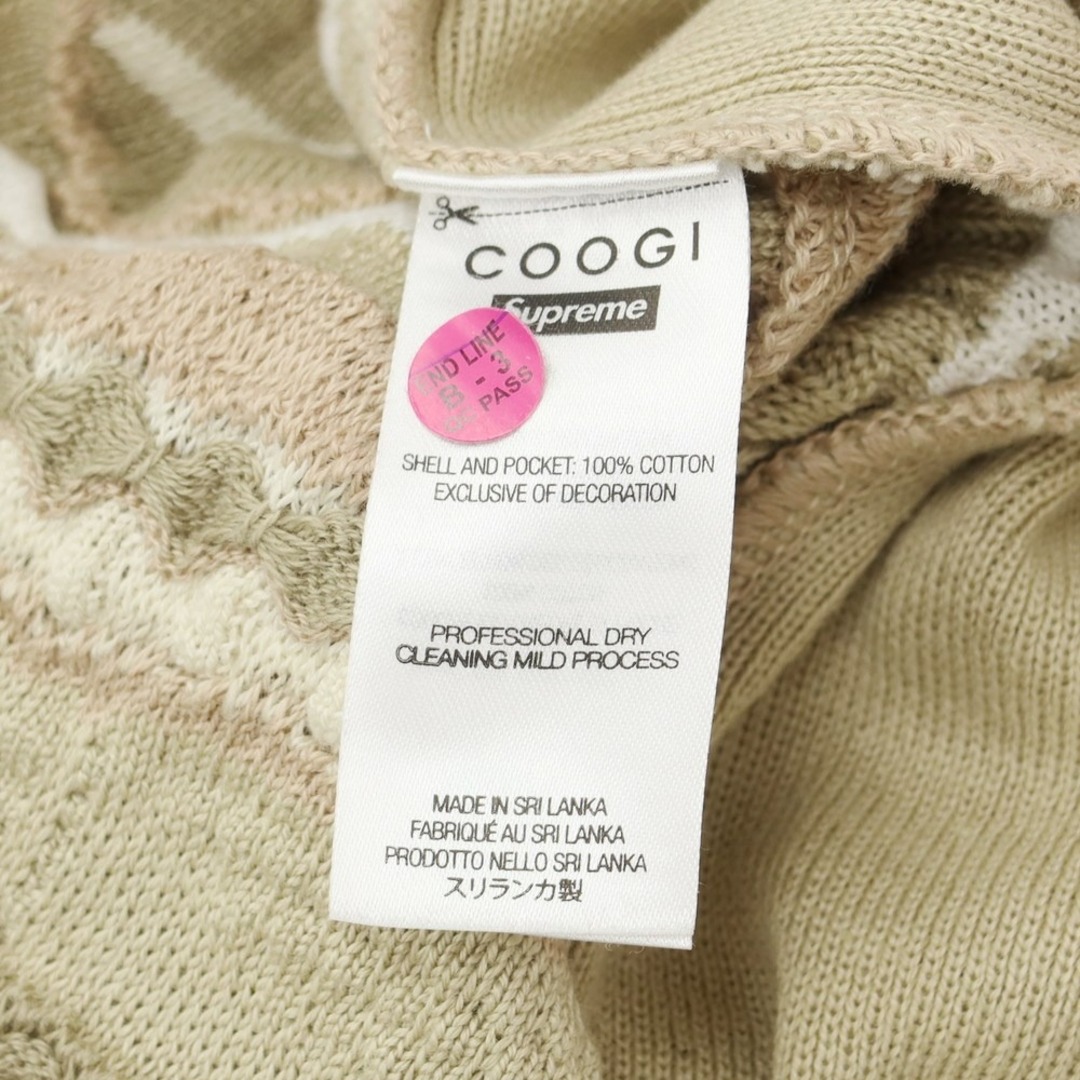 COOGI
Supreme
END LINE
B - 3
PASS
SHELL AND POCKET: 100% COTTON
EXCLUSIVE OF DECORATION
PROFESSIONAL DRY
CLEANING MILD PROCESS
MADE IN SRI LANKA
FABRIQUÉ AU SRI LANKA
PRODOTTO NELLO SRI LANKA
スリランカ製